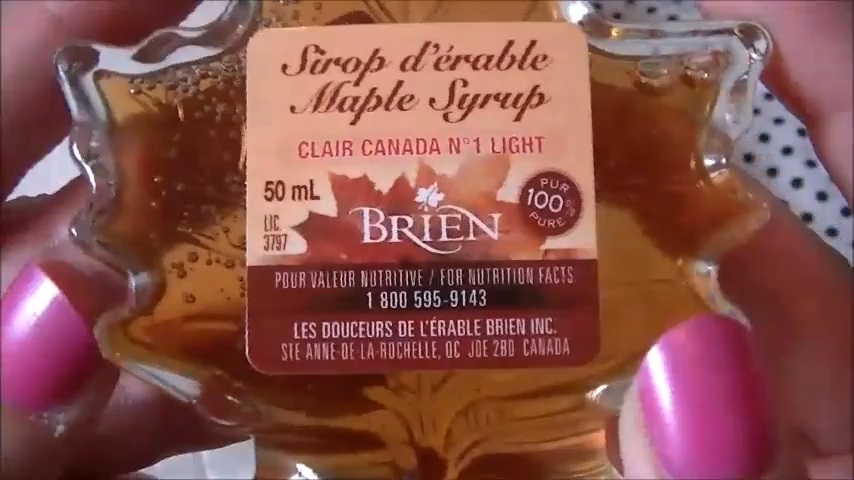 Sirop d'érable
Maple Syrup
CLAIR CANADA Nº1 LIGHT
50 mL
LIC.
3797
BRIEN
PUR
100%
PURE
POUR VALEUR NUTRITIVE / FOR NUTRITION FACTS
1 800 595-9143
LES DOUCEURS DE L'ÉRABLE BRIEN INC.
STE ANNE-DE LA-ROCHELLE, QC JOE 2B0 CANADA